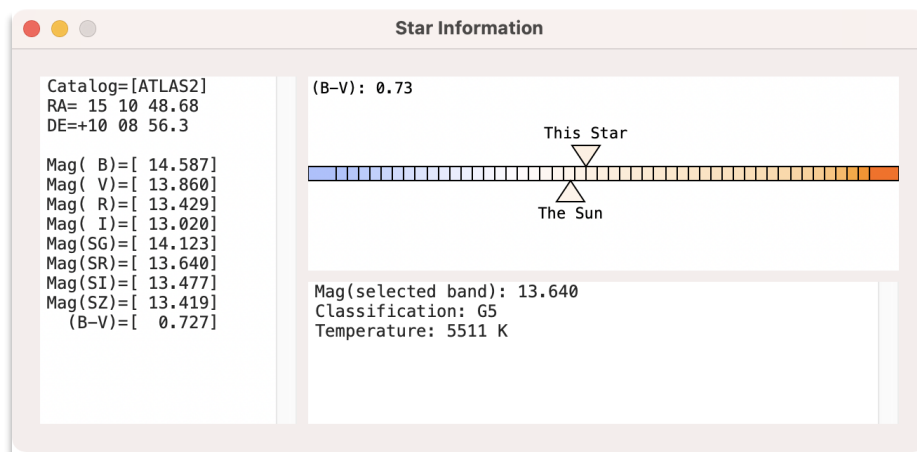 Star Information
Catalog=[ATLAS2]
RA= 15 10 48.68
DE=+10 08 56.3
Mag( B)=[ 14.587]
Mag( V)=[ 13.860]
Mag( R)=[ 13.429]
Mag( I)=[ 13.020]
Mag(SG)=[ 14.123]
Mag(SR)=[ 13.640]
Mag(SI)=[ 13.477]
Mag(SZ)=[ 13.419]
(B-V)=[  0.727]
(B-V): 0.73
This Star
The Sun
Mag(selected band): 13.640
Classification: G5
Temperature: 5511 K